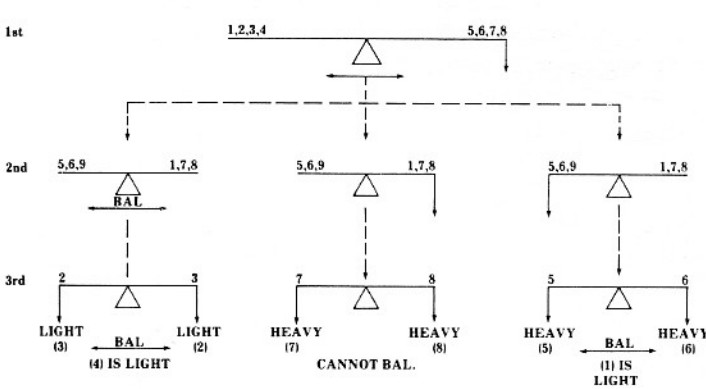 1st
1,2,3,4 5,6,7,8
2nd
5,6,9 1,7,8 5,6,9 1,7,8 5,6,9 1,7,8
BAL
3rd
2 3 7 8 5 6
LIGHT LIGHT HEAVY HEAVY HEAVY HEAVY
(3) BAL (2) (7) (8) (5) BAL (6)
(4) IS LIGHT CANNOT BAL. (1) IS
LIGHT